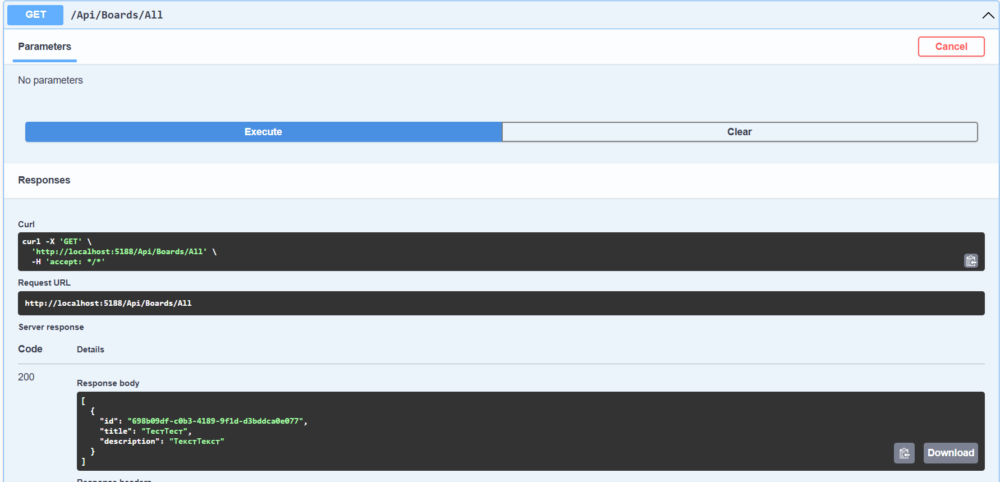 GET /Api/Boards/All
Parameters
Cancel
No parameters
Execute
Clear
Responses
Curl
curl -X 'GET' \
'http://localhost:5188/Api/Boards/All' \
-H 'accept: */*'
Request URL
http://localhost:5188/Api/Boards/All
Server response
Code Details
200
Response body
[
{
"id": "698b09df-c0b3-4189-9f1d-d3bddca0e077",
"title": "ТестТест",
"description": "ТекстТекст"
}
]
Download
Response headers